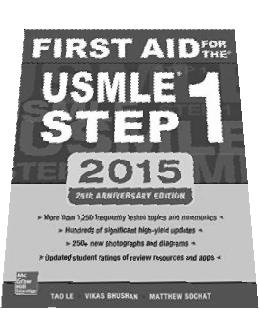 FIRST AID FOR THE®
USMLE®
STEP 1
2015
25th ANNIVERSARY EDITION
➤ More than 1,250 frequently tested topics and mnemonics ◄
➤ Hundreds of significant high-yield updates ◄
➤ 250+ new photographs and diagrams ◄
➤ Updated student ratings of review resources and apps ◄
Mc
Graw
Hill
Education
TAO LE · VIKAS BHUSHAN · MATTHEW SOCHAT